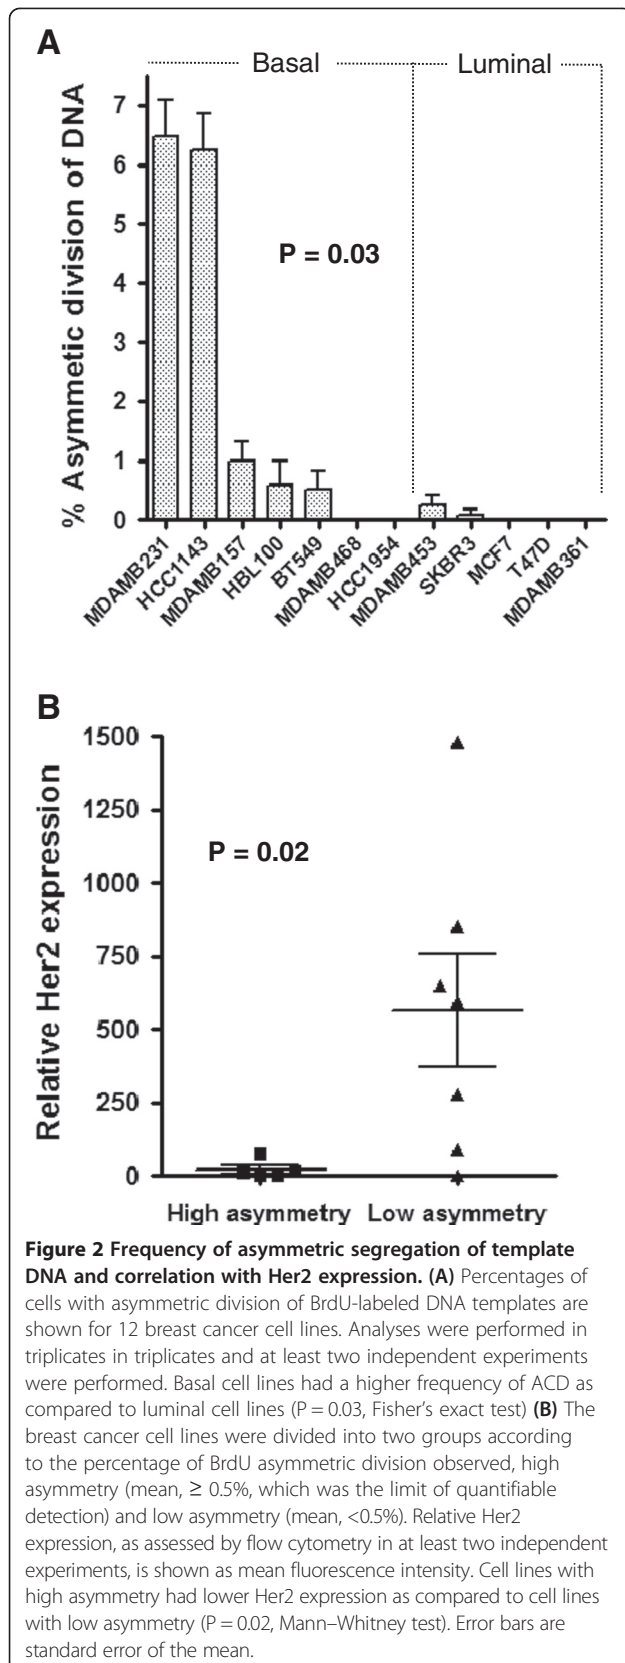 A
Basal
Luminal
% Asymmetic division of DNA
7
6
5
4
3
2
1
0
P = 0.03
MDAMB231
HCC1143
MDAMB157
HBL100
BT549
MDAMB468
HCC1954
MDAMB453
SKBR3
MCF7
T47D
MDAMB361
B
Relative Her2 expression
1500
1250
1000
750
500
250
0
P = 0.02
High asymmetry
Low asymmetry
Figure 2 Frequency of asymmetric segregation of template
DNA and correlation with Her2 expression. (A) Percentages of
cells with asymmetric division of BrdU-labeled DNA templates are
shown for 12 breast cancer cell lines. Analyses were performed in
triplicates in triplicates and at least two independent experiments
were performed. Basal cell lines had a higher frequency of ACD as
compared to luminal cell lines (P = 0.03, Fisher's exact test) (B) The
breast cancer cell lines were divided into two groups according
to the percentage of BrdU asymmetric division observed, high
asymmetry (mean, ≥ 0.5%, which was the limit of quantifiable
detection) and low asymmetry (mean, <0.5%). Relative Her2
expression, as assessed by flow cytometry in at least two independent
experiments, is shown as mean fluorescence intensity. Cell lines with
high asymmetry had lower Her2 expression as compared to cell lines
with low asymmetry (P = 0.02, Mann–Whitney test). Error bars are
standard error of the mean.